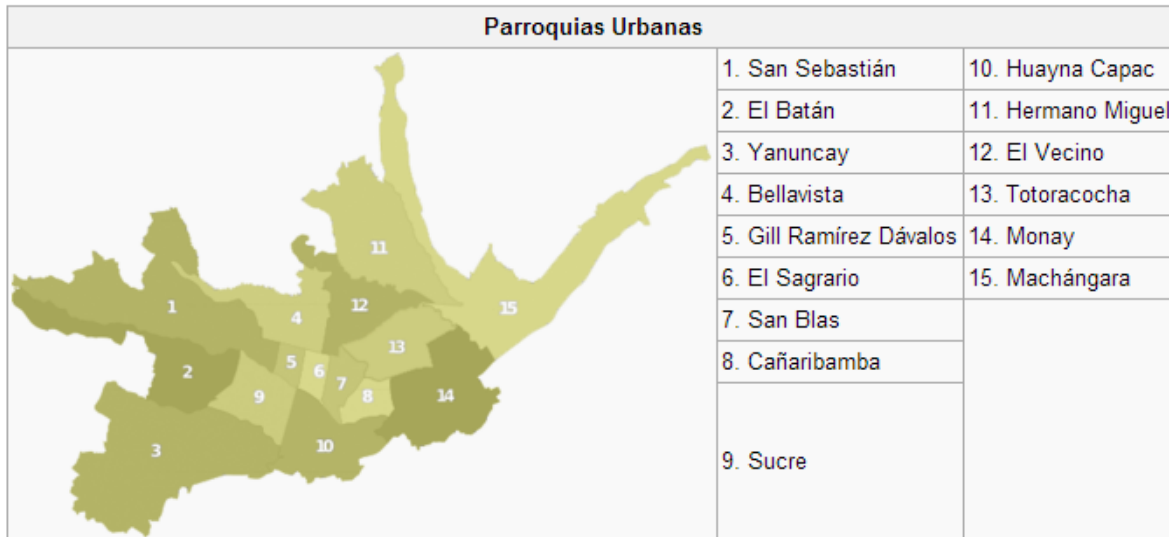 Parroquias Urbanas
1. San Sebastián
10. Huayna Capac
2. El Batán
11. Hermano Miguel
3. Yanuncay
12. El Vecino
4. Bellavista
13. Totoracocha
5. Gill Ramírez Dávalos
14. Monay
6. El Sagrario
15. Machángara
7. San Blas
8. Cañaribamba
9. Sucre
11
1
15
12
4
13
5
6
2
7
9
8
14
10
3